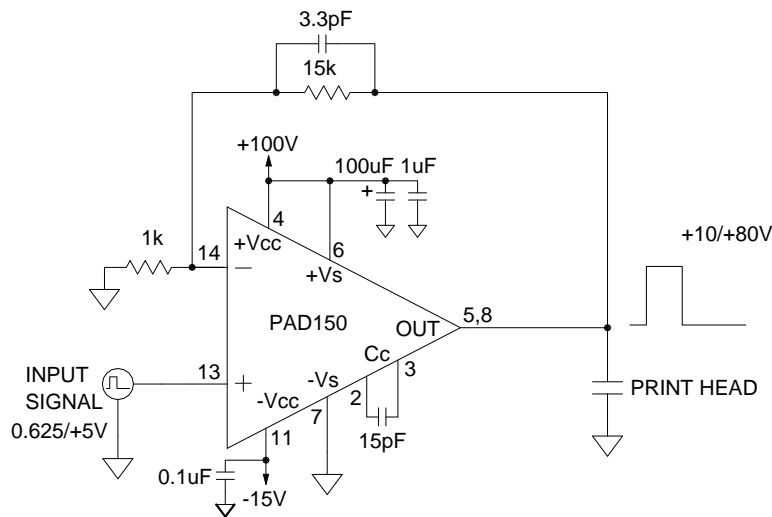 3.3pF
15k
+100V
100uF 1uF
+
4
+Vcc
6
+Vs
1k
14
−
+10/+80V
PAD150
OUT
5,8
Cc
3
13
+
-Vs
2
INPUT
SIGNAL
0.625/+5V
-Vcc
7
11
15pF
PRINT HEAD
0.1uF
-15V